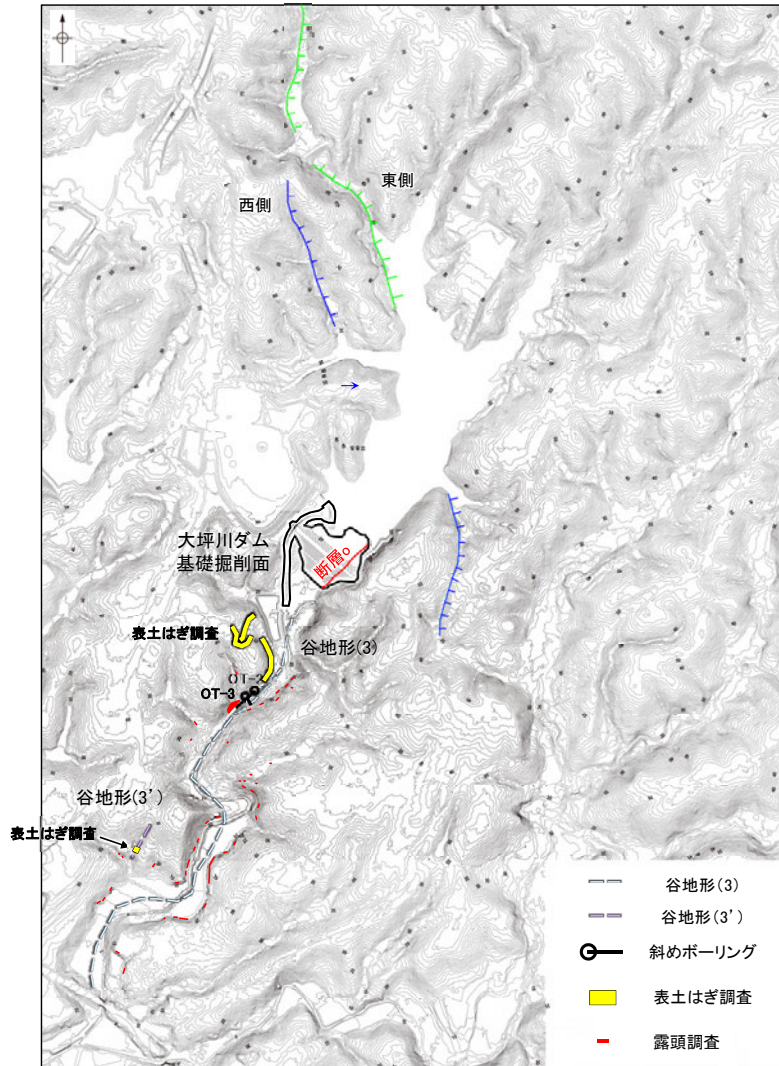 東側
西側
大坪川ダム
基礎掘削面
断層o
表土はぎ調査
谷地形(3)
OT-2
OT-3
谷地形(3')
表土はぎ調査
谷地形(3)
谷地形(3')
斜めボーリング
表土はぎ調査
露頭調査